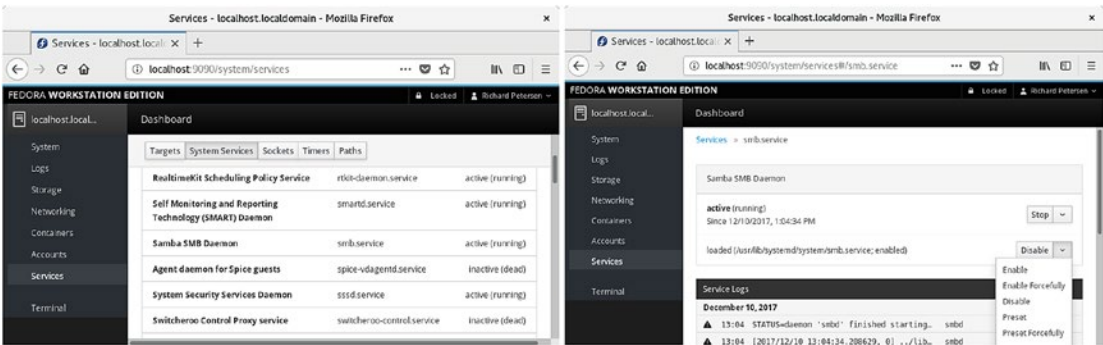 Services - localhost.localdomain - Mozilla Firefox
Services - localhost.local
localhost:9090/system/services
FEDORA WORKSTATION EDITION
Locked
Richard Petersen
localhost.local...
Dashboard
System
Logs
Storage
Networking
Containers
Accounts
Services
Terminal
Targets System Services Sockets Timers Paths
RealtimeKit Scheduling Policy Service rtkit-daemon.service active (running)
Self Monitoring and Reporting Technology (SMART) Daemon smartd.service active (running)
Samba SMB Daemon smb.service active (running)
Agent daemon for Spice guests spice-vdagentd.service inactive (dead)
System Security Services Daemon sssd.service active (running)
Switcheroo Control Proxy service switcheroo-control.service inactive (dead)
Services - localhost.localdomain - Mozilla Firefox
Services - localhost.local
localhost:9090/system/services#/smb.service
FEDORA WORKSTATION EDITION
Locked
Richard Petersen
localhost.local...
Dashboard
System
Logs
Storage
Networking
Containers
Accounts
Services
Terminal
Services » smb.service
Samba SMB Daemon
active (running)
Since 12/10/2017, 1:04:34 PM
Stop
loaded (/usr/lib/systemd/system/smb.service; enabled)
Disable
Enable
Enable Forcefully
Disable
Preset
Preset Forcefully
Service Logs
December 10, 2017
13:04 STATUS=daemon 'smbd' finished starting… smbd
13:04 [2017/12/10 13:04:34.208629, 0] ../lib… smbd